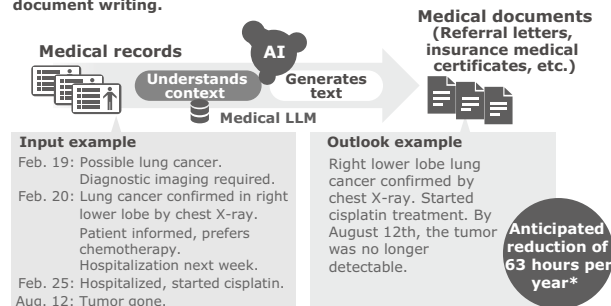 document writing.
Medical documents
(Referral letters,
insurance medical
certificates, etc.)
Medical records
AI
Understands
context
Generates
text
Medical LLM
Input example
Feb. 19: Possible lung cancer.
Diagnostic imaging required.
Feb. 20: Lung cancer confirmed in right
lower lobe by chest X-ray.
Patient informed, prefers
chemotherapy.
Hospitalization next week.
Feb. 25: Hospitalized, started cisplatin.
Aug. 12: Tumor gone.
Outlook example
Right lower lobe lung
cancer confirmed by
chest X-ray. Started
cisplatin treatment. By
August 12th, the tumor
was no longer
detectable.
Anticipated
reduction of
63 hours per
year*